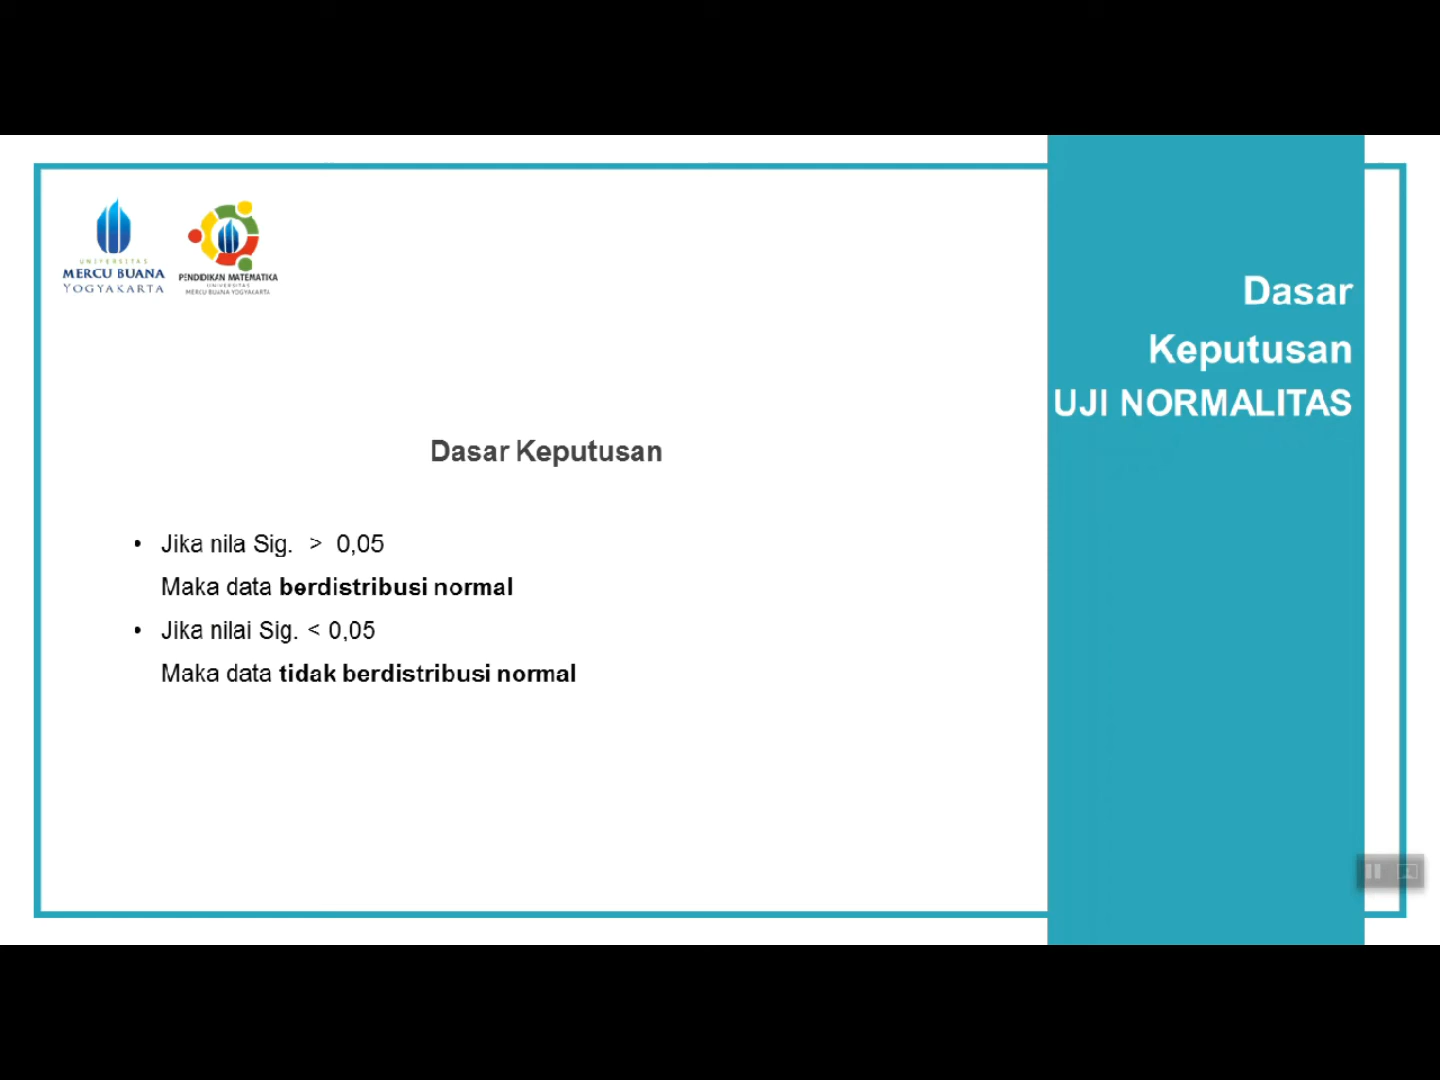 UNIVERSITAS
MERCU BUANA
YOGYAKARTA
PENDIDIKAN MATEMATIKA
UNIVERSITAS
MERCU BUANA YOGYAKARTA
Dasar
Keputusan
UJI NORMALITAS
Dasar Keputusan
• Jika nila Sig. > 0,05
Maka data berdistribusi normal
• Jika nilai Sig. < 0,05
Maka data tidak berdistribusi normal